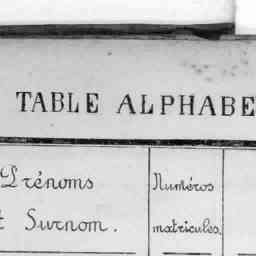 TABLE ALPHABE
Prénoms
t Surnom.
Numéros
matricules.